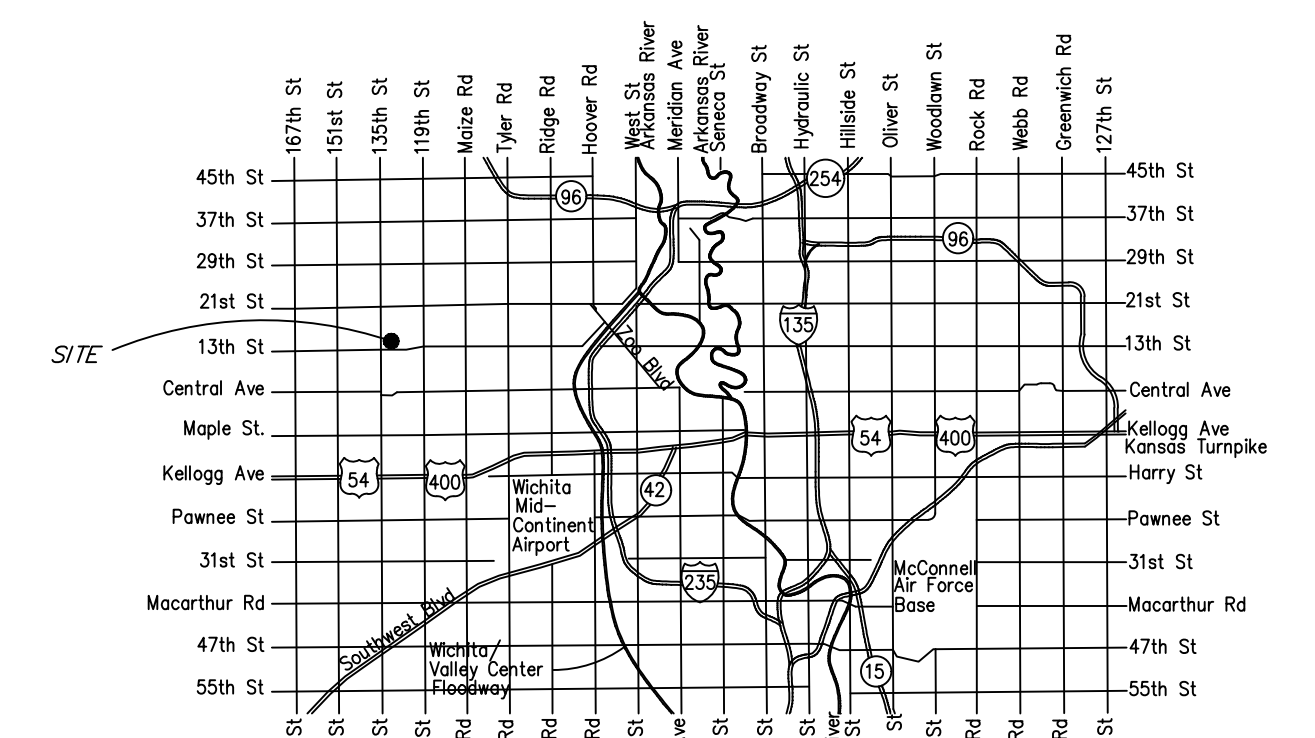 167th St
151st St
135th St
119th St
Maize Rd
Tyler Rd
Ridge Rd
Hoover Rd
West St
Arkansas River
Meridian Ave
Arkansas River
Seneca St
Broadway St
Hydraulic St
Hillside St
Oliver St
Woodlawn St
Rock Rd
Webb Rd
Greenwich Rd
127th St
45th St
254
45th St
96
37th St
37th St
96
29th St
29th St
21st St
21st St
135
SITE
13th St
13th St
Zoo Blvd
Central Ave
Central Ave
Maple St.
54
400
Kellogg Ave
Kansas Turnpike
Kellogg Ave
54
400
42
Harry St
Wichita
Mid-
Continent
Airport
Pawnee St
Pawnee St
31st St
31st St
235
McConnell
Air Force
Base
Macarthur Rd
Macarthur Rd
Southwest Blvd
47th St
47th St
Wichita/
Valley Center
Floodway
15
55th St
55th St
St
St
St
St
Rd
Rd
Rd
Rd
St
ve
St
St
St
ver
St
St
St
Rd
Rd
Rd
St